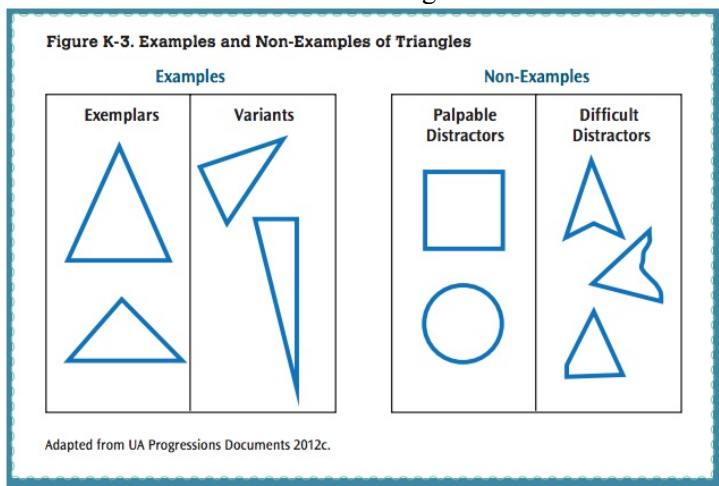 Figure K-3. Examples and Non-Examples of Triangles
Examples
Non-Examples
Exemplars
Variants
Palpable
Distractors
Difficult
Distractors
Adapted from UA Progressions Documents 2012c.